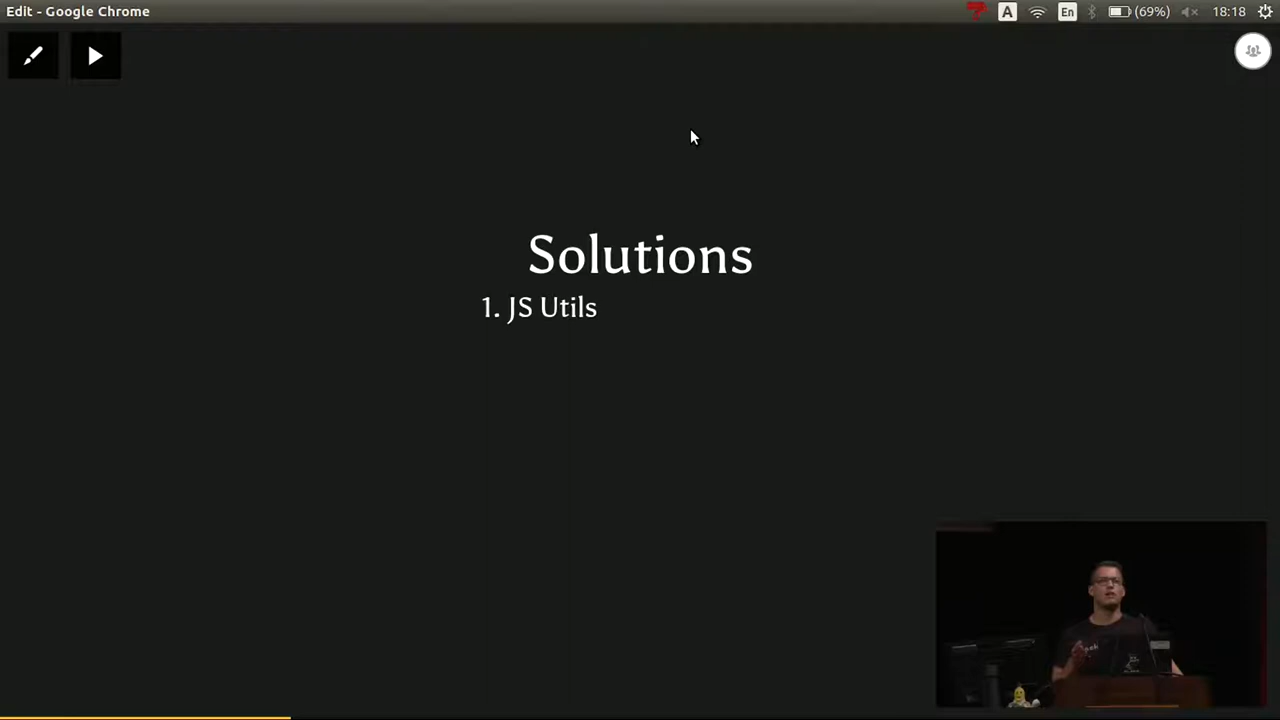 Edit - Google Chrome
A
En
(69%)
18:18
Solutions
1. JS Utils